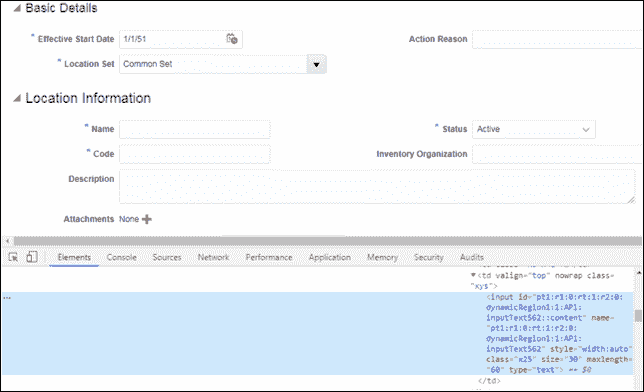 Basic Details
* Effective Start Date 1/1/51 Action Reason
* Location Set Common Set
Location Information
* Name * Status Active
* Code Inventory Organization
Description
Attachments None
Elements Console Sources Network Performance Application Memory Security Audits
▼<td valign="top" nowrap class=
"xys">
<input id="pt1:r1:0:rt:1:r2:0:
dynamicRegion1:1:AP1:
inputText562::content" name=
"pt1:r1:0:rt:1:r2:0:
dynamicRegion1:1:AP1:
inputText562" style="width:auto"
class="x25" size="30" maxlength=
"60" type="text"> == $0
</td>